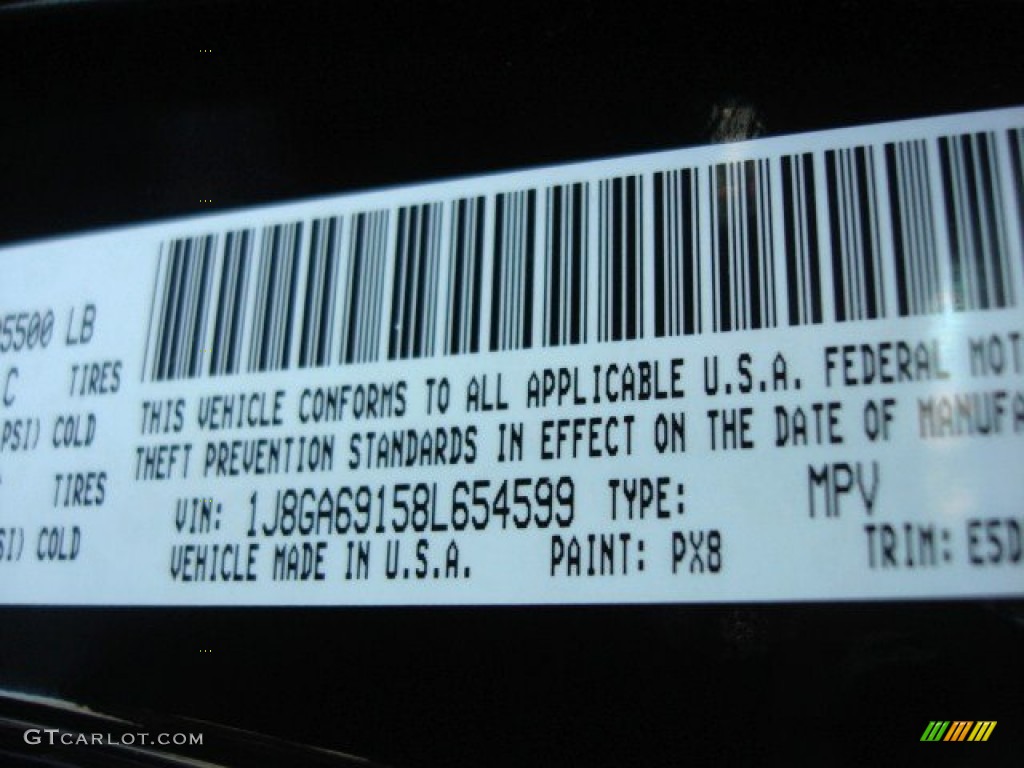 5500 LB
C TIRES
PSI) COLD
TIRES
SI) COLD
THIS VEHICLE CONFORMS TO ALL APPLICABLE U.S.A. FEDERAL MOT
THEFT PREVENTION STANDARDS IN EFFECT ON THE DATE OF MANUFA
VIN: 1J8GA69158L654599 TYPE: MPV
VEHICLE MADE IN U.S.A. PAINT: PX8 TRIM: E5D
GTCARLOT.COM